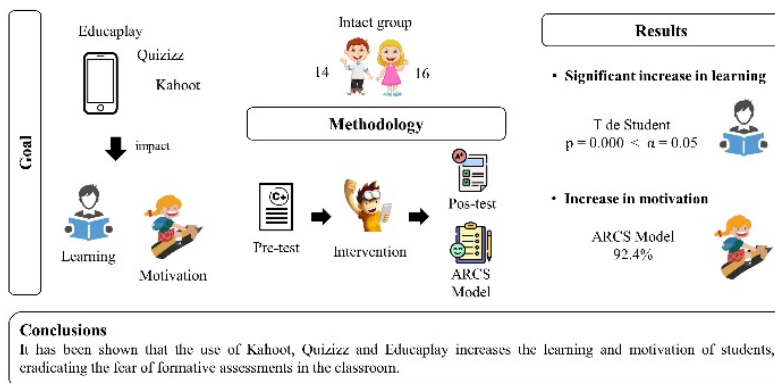 Goal
Educaplay
Quizizz
Kahoot
impact
Learning
Motivation
Intact group
14
16
Methodology
C+
Pre-test
Intervention
A+
Pos-test
ARCS
Model
Results
• Significant increase in learning
T de Student
p = 0.000 < α = 0.05
• Increase in motivation
ARCS Model
92.4%
Conclusions
It has been shown that the use of Kahoot, Quizizz and Educaplay increases the learning and motivation of students,
eradicating the fear of formative assessments in the classroom.